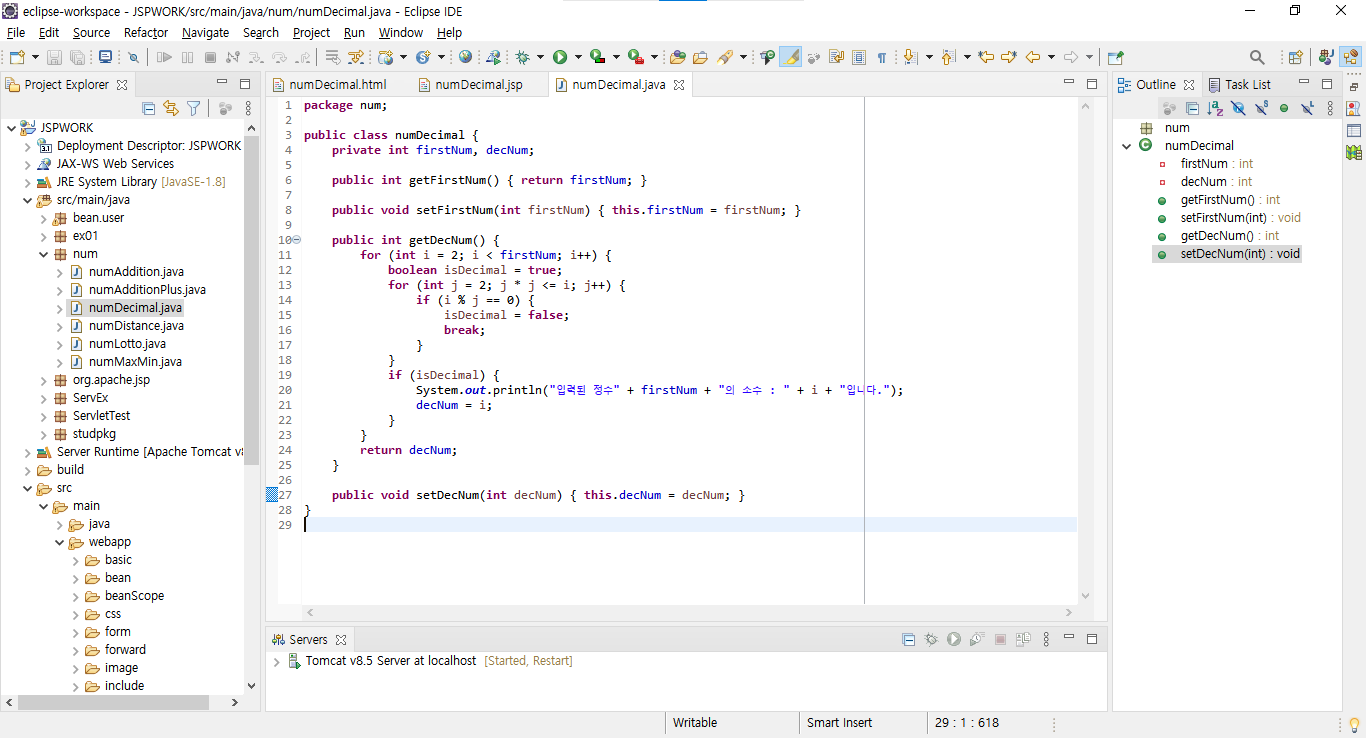 eclipse-workspace - JSPWORK/src/main/java/num/numDecimal.java - Eclipse IDE
File Edit Source Refactor Navigate Search Project Run Window Help
Project Explorer
JSPWORK
Deployment Descriptor: JSPWORK
JAX-WS Web Services
JRE System Library [JavaSE-1.8]
src/main/java
bean.user
ex01
num
numAddition.java
numAdditionPlus.java
numDecimal.java
numDistance.java
numLotto.java
numMaxMin.java
org.apache.jsp
ServEx
ServletTest
studpkg
Server Runtime [Apache Tomcat v
build
src
main
java
webapp
basic
bean
beanScope
css
form
forward
image
include
numDecimal.html numDecimal.jsp numDecimal.java
1 package num;
2
3 public class numDecimal {
4     private int firstNum, decNum;
5
6     public int getFirstNum() { return firstNum; }
7
8     public void setFirstNum(int firstNum) { this.firstNum = firstNum; }
9
10     public int getDecNum() {
11         for (int i = 2; i < firstNum; i++) {
12             boolean isDecimal = true;
13             for (int j = 2; j * j <= i; j++) {
14                 if (i % j == 0) {
15                     isDecimal = false;
16                     break;
17                 }
18             }
19             if (isDecimal) {
20                 System.out.println("입력된 정수" + firstNum + "의 소수 : " + i + "입니다.");
21                 decNum = i;
22             }
23         }
24         return decNum;
25     }
26
27     public void setDecNum(int decNum) { this.decNum = decNum; }
28 }
29
Servers
Tomcat v8.5 Server at localhost [Started, Restart]
Outline Task List
num
numDecimal
firstNum : int
decNum : int
getFirstNum() : int
setFirstNum(int) : void
getDecNum() : int
setDecNum(int) : void
Writable Smart Insert 29 : 1 : 618